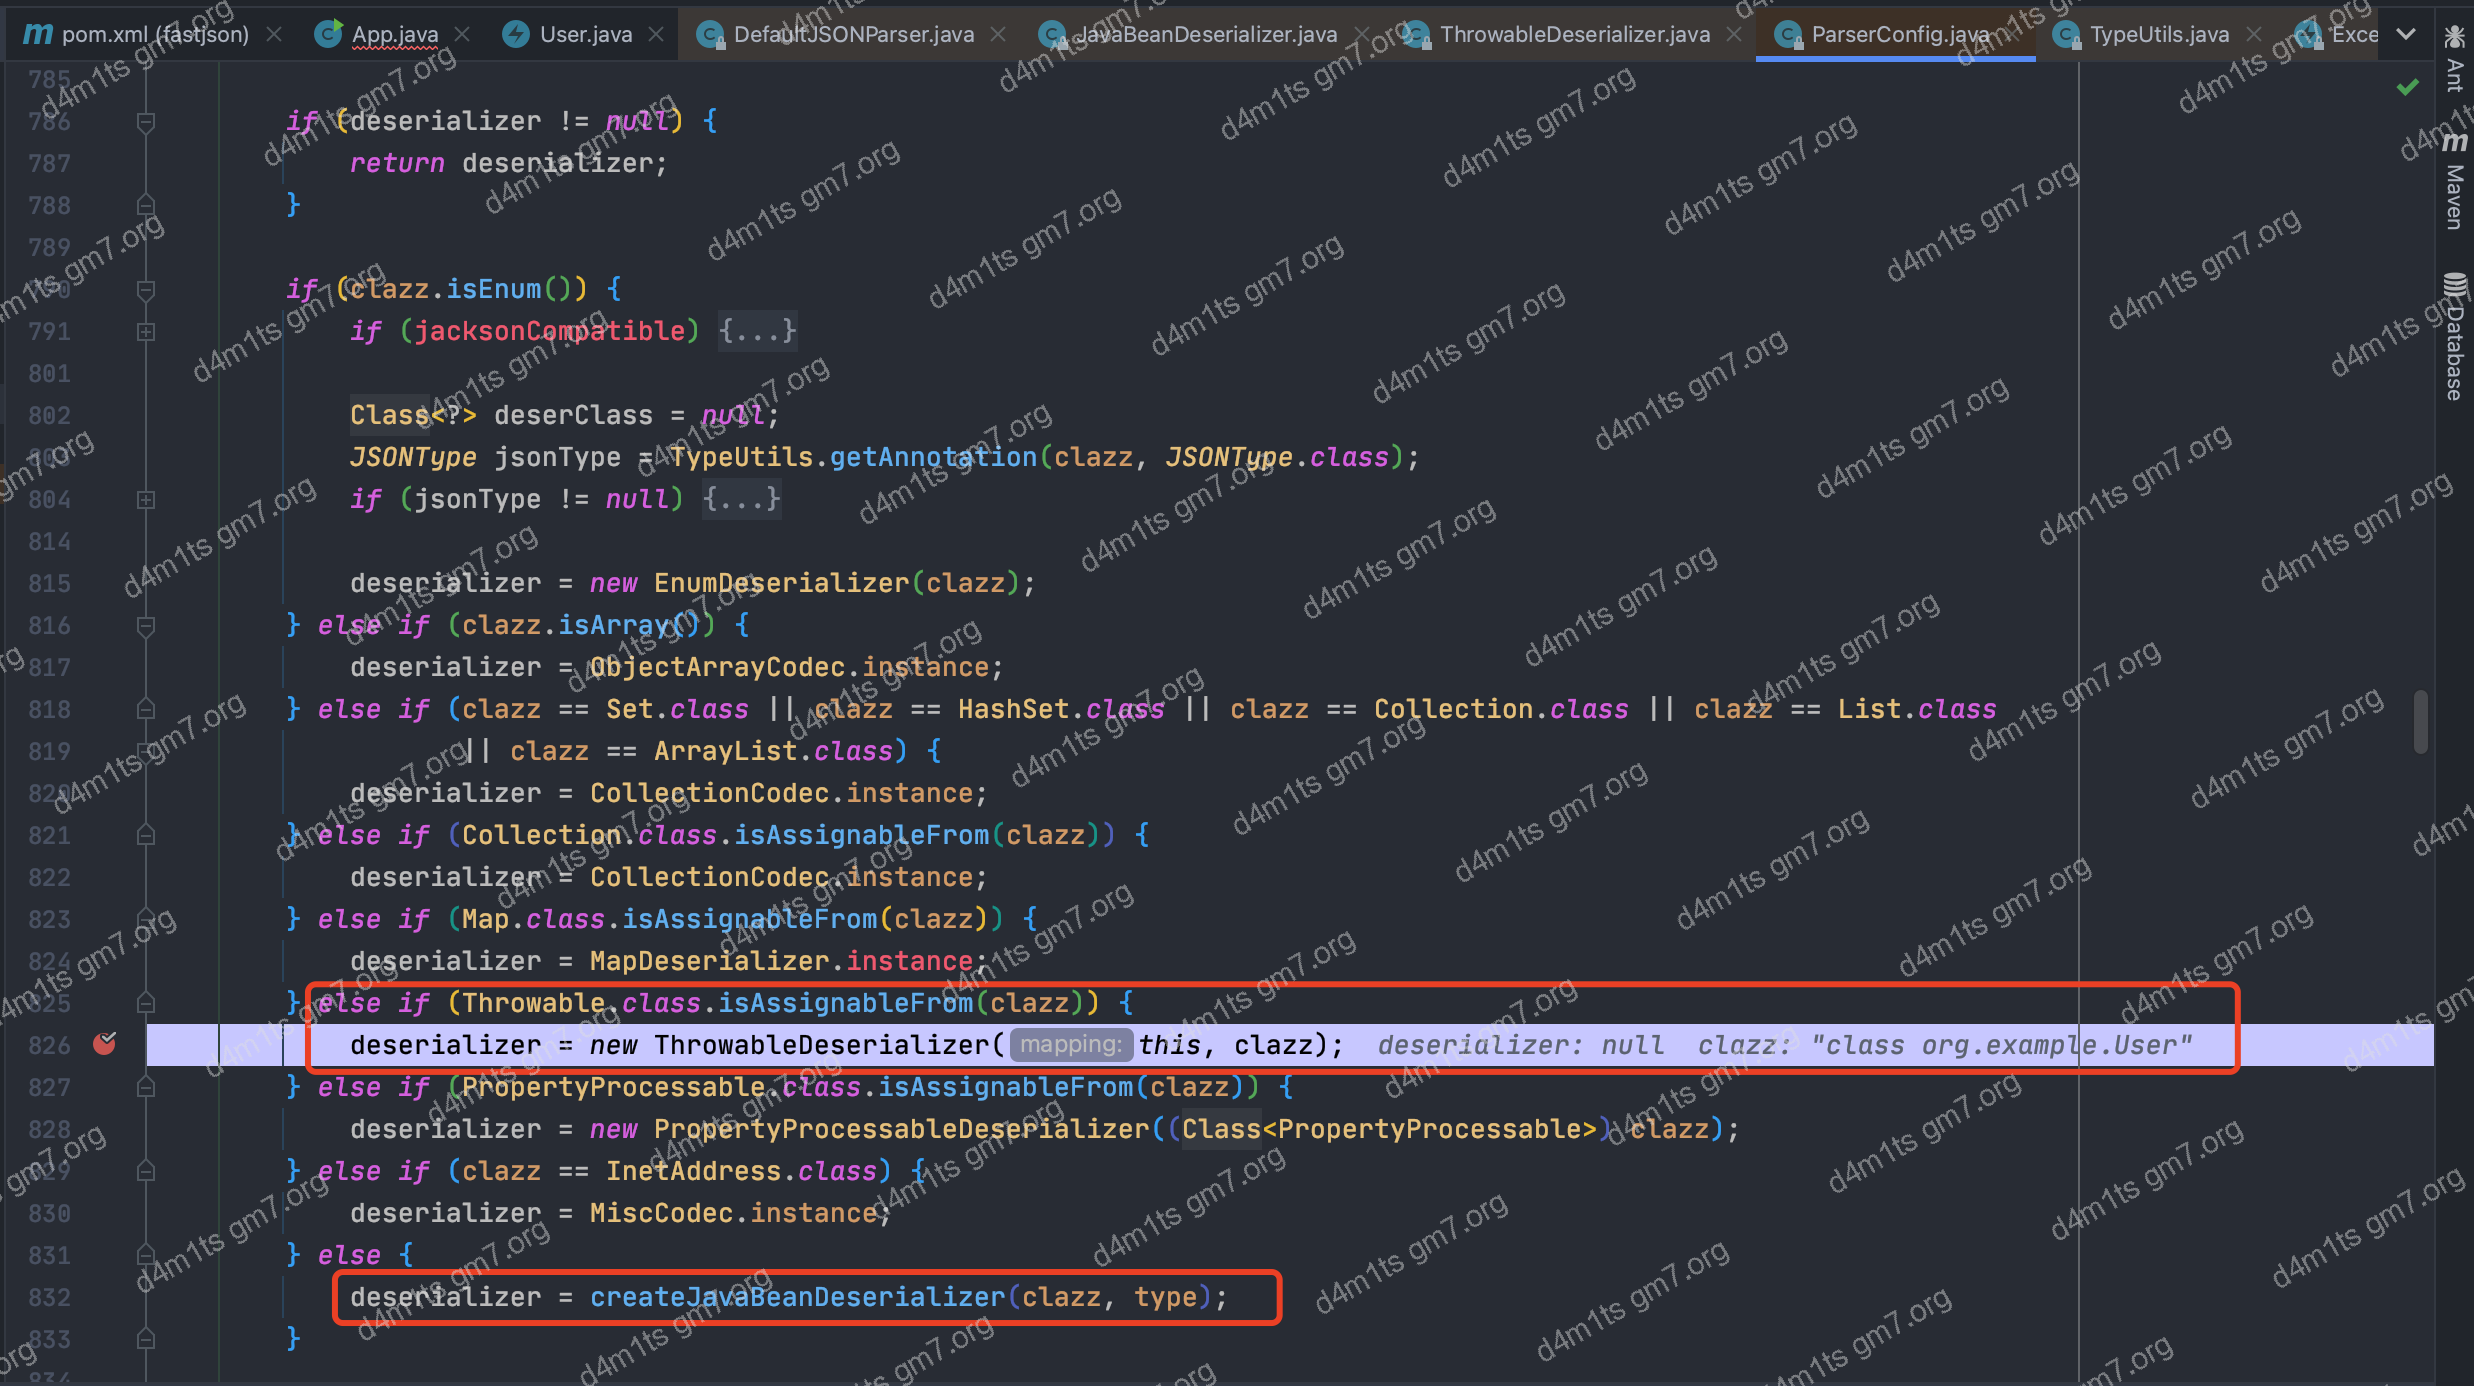 pom.xml (fastjson) App.java User.java DefaultJSONParser.java JavaBeanDeserializer.java ThrowableDeserializer.java ParserConfig.java TypeUtils.java Exce
785
786 if (deserializer != null) {
787 return deserializer;
788 }
789
790 if (clazz.isEnum()) {
791 if (jacksonCompatible) {...}
801
802 Class<?> deserClass = null;
803 JSONType jsonType = TypeUtils.getAnnotation(clazz, JSONType.class);
804 if (jsonType != null) {...}
814
815 deserializer = new EnumDeserializer(clazz);
816 } else if (clazz.isArray()) {
817 deserializer = ObjectArrayCodec.instance;
818 } else if (clazz == Set.class || clazz == HashSet.class || clazz == Collection.class || clazz == List.class
819 || clazz == ArrayList.class) {
820 deserializer = CollectionCodec.instance;
821 } else if (Collection.class.isAssignableFrom(clazz)) {
822 deserializer = CollectionCodec.instance;
823 } else if (Map.class.isAssignableFrom(clazz)) {
824 deserializer = MapDeserializer.instance;
825 } else if (Throwable.class.isAssignableFrom(clazz)) {
826 deserializer = new ThrowableDeserializer( mapping: this, clazz); deserializer: null clazz: "class org.example.User"
827 } else if (PropertyProcessable.class.isAssignableFrom(clazz)) {
828 deserializer = new PropertyProcessableDeserializer((Class<PropertyProcessable>) clazz);
829 } else if (clazz == InetAddress.class) {
830 deserializer = MiscCodec.instance;
831 } else {
832 deserializer = createJavaBeanDeserializer(clazz, type);
833 }
834
Ant
Maven
Database
d4m1ts gm7.org